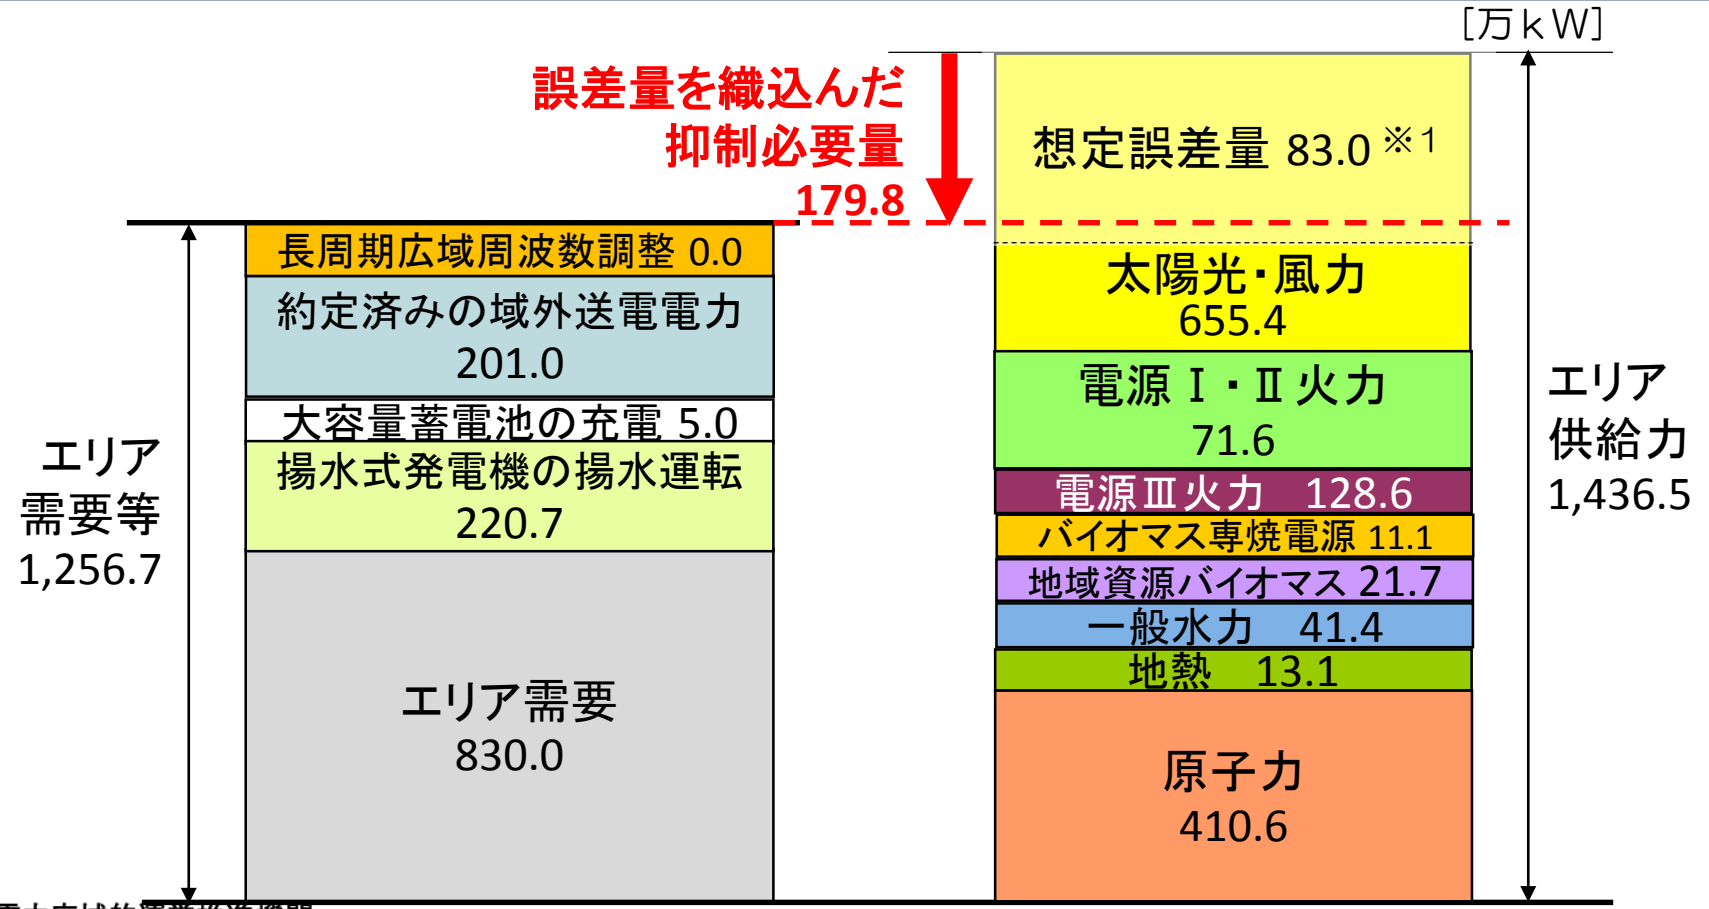 [万kW]
誤差量を織込んだ
抑制必要量
179.8
想定誤差量 83.0 ※1
長周期広域周波数調整 0.0
約定済みの域外送電電力
201.0
大容量蓄電池の充電 5.0
揚水式発電機の揚水運転
220.7
エリア需要
830.0
エリア
需要等
1,256.7
太陽光・風力
655.4
電源Ⅰ・Ⅱ火力
71.6
電源Ⅲ火力 128.6
バイオマス専焼電源 11.1
地域資源バイオマス 21.7
一般水力 41.4
地熱 13.1
原子力
410.6
エリア
供給力
1,436.5